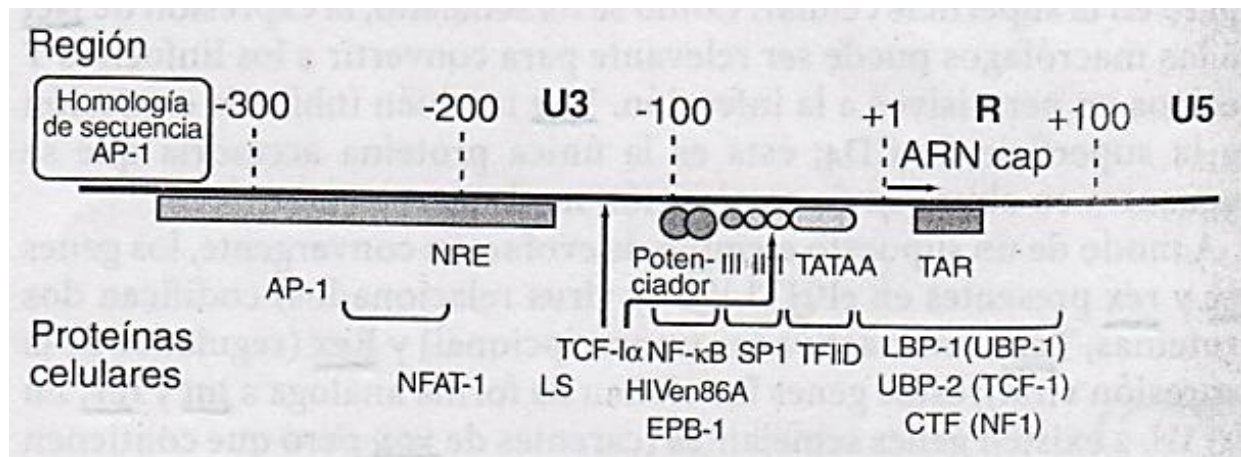 Región
Homología
de secuencia
AP-1
-300 -200 U3 -100 +1 R +100 U5
ARN cap
NRE
Poten-
ciador
III II I TATAA TAR
AP-1
Proteínas
celulares
NFAT-1 LS
TCF-Iα NF-κB SP1 TFIID LBP-1(UBP-1)
HIVen86A UBP-2 (TCF-1)
EPB-1 CTF (NF1)